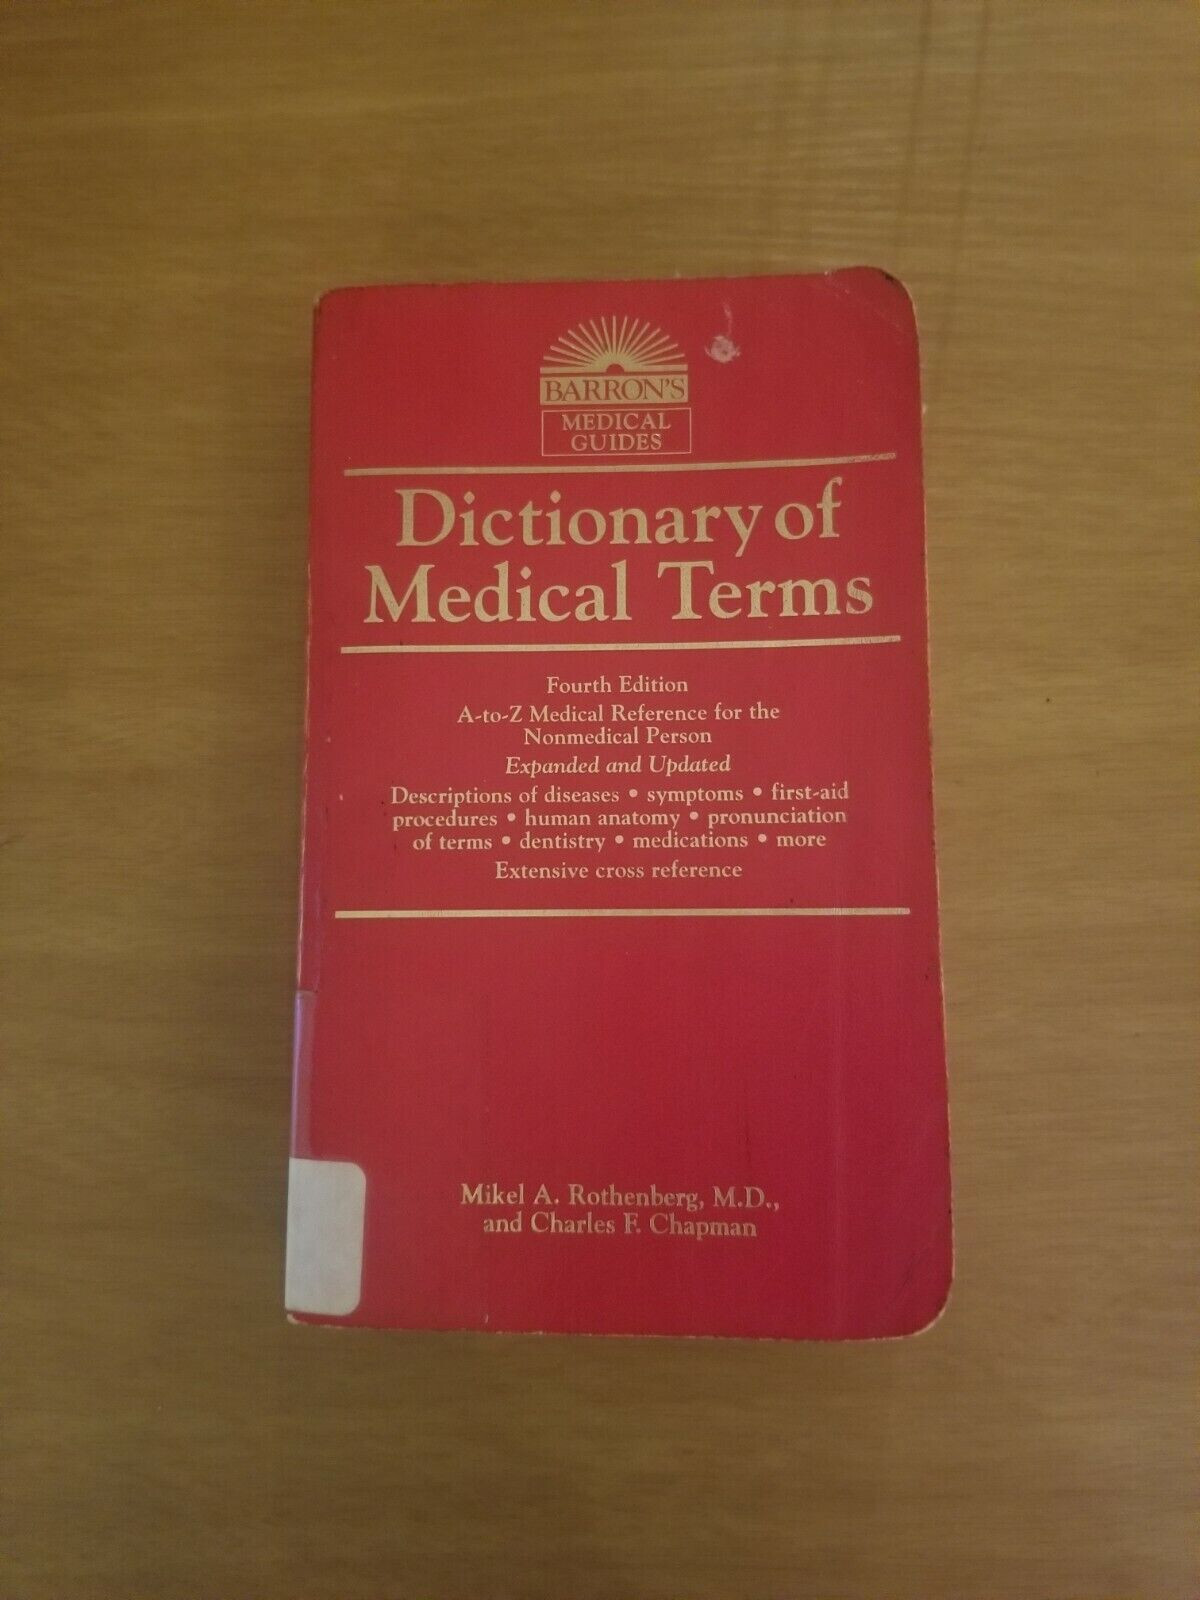 BARRON'S
MEDICAL
GUIDES
Dictionary of
Medical Terms
Fourth Edition
A-to-Z Medical Reference for the
Nonmedical Person
Expanded and Updated
Descriptions of diseases • symptoms • first-aid
procedures • human anatomy • pronunciation
of terms • dentistry • medications • more
Extensive cross reference
Mikel A. Rothenberg, M.D.,
and Charles F. Chapman